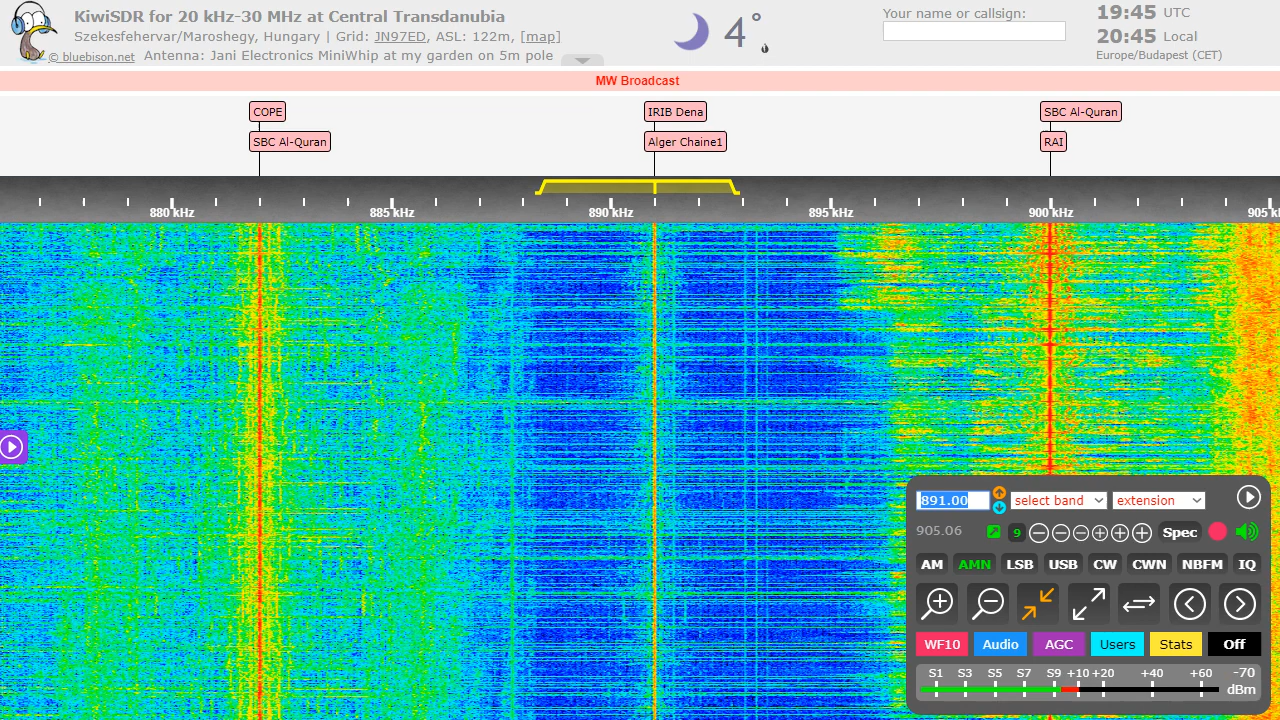 KiwiSDR for 20 kHz-30 MHz at Central Transdanubia
Szekesfehervar/Maroshegy, Hungary | Grid: JN97ED, ASL: 122m, [map]
© bluebison.net Antenna: Jani Electronics MiniWhip at my garden on 5m pole
4°
Your name or callsign:
19:45 UTC
20:45 Local
Europe/Budapest (CET)
MW Broadcast
COPE
SBC Al-Quran
IRIB Dena
Alger Chaine1
SBC Al-Quran
RAI
880 kHz 885 kHz 890 kHz 895 kHz 900 kHz 905 kH
891.00 select band extension
905.06 9 Spec
AM AMN LSB USB CW CWN NBFM IQ
WF10 Audio AGC Users Stats Off
S1 S3 S5 S7 S9 +10 +20 +40 +60 -70
dBm